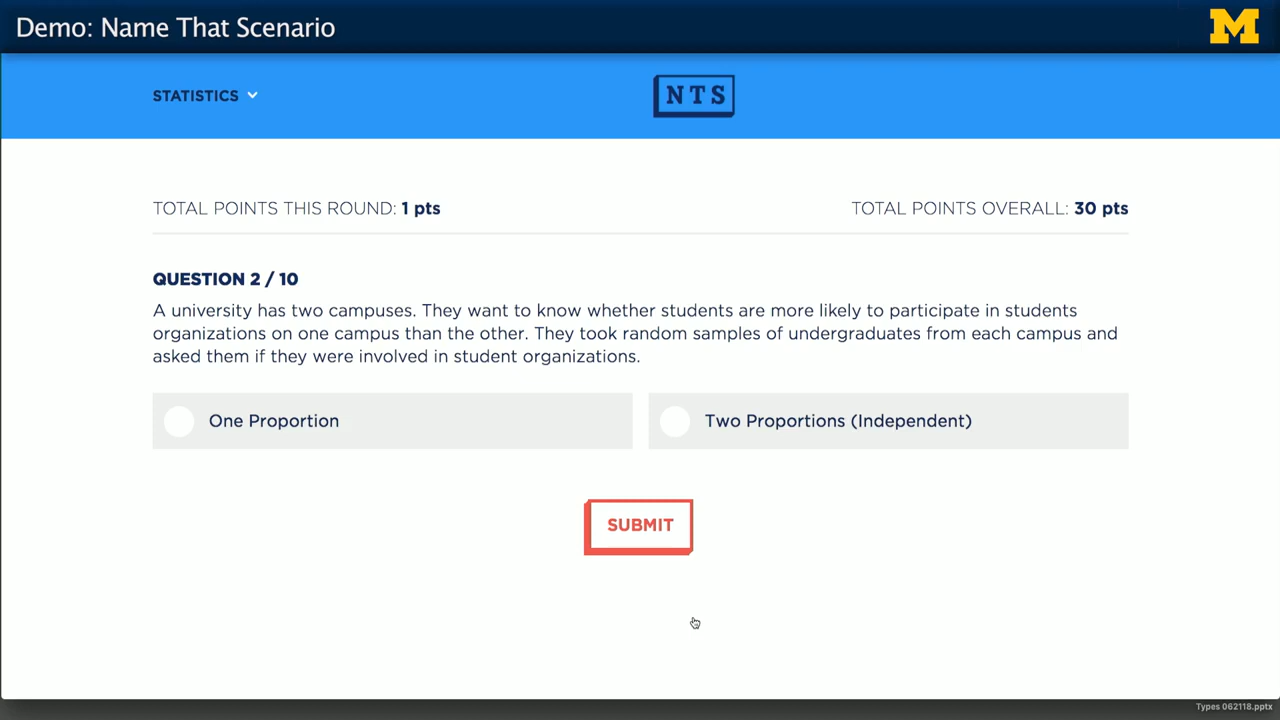 Demo: Name That Scenario
M
STATISTICS
NTS
TOTAL POINTS THIS ROUND: 1 pts
TOTAL POINTS OVERALL: 30 pts
QUESTION 2 / 10
A university has two campuses. They want to know whether students are more likely to participate in students
organizations on one campus than the other. They took random samples of undergraduates from each campus and
asked them if they were involved in student organizations.
One Proportion
Two Proportions (Independent)
SUBMIT
Types 062118.pptx